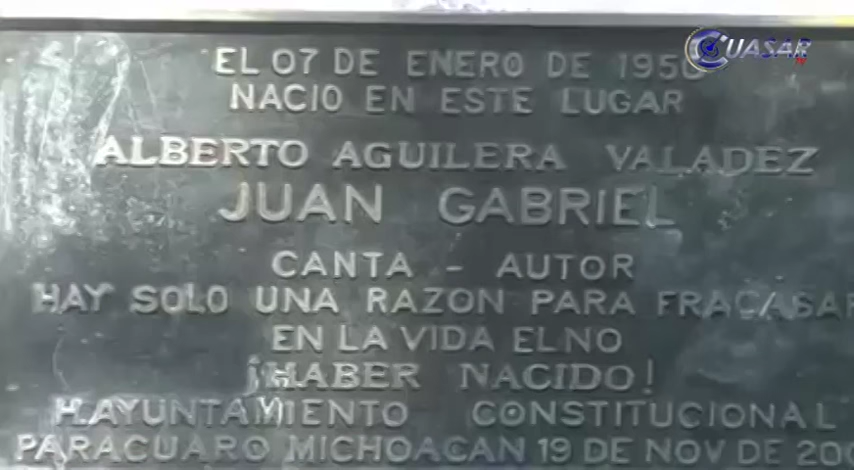 CUASAR TV
EL 07 DE ENERO DE 1950
NACIO EN ESTE LUGAR
ALBERTO AGUILERA VALADEZ
JUAN GABRIEL
CANTA - AUTOR
HAY SOLO UNA RAZON PARA FRACASAR
EN LA VIDA EL NO
¡HABER NACIDO!
H. AYUNTAMIENTO CONSTITUCIONAL
PARACUARO MICHOACAN 19 DE NOV DE